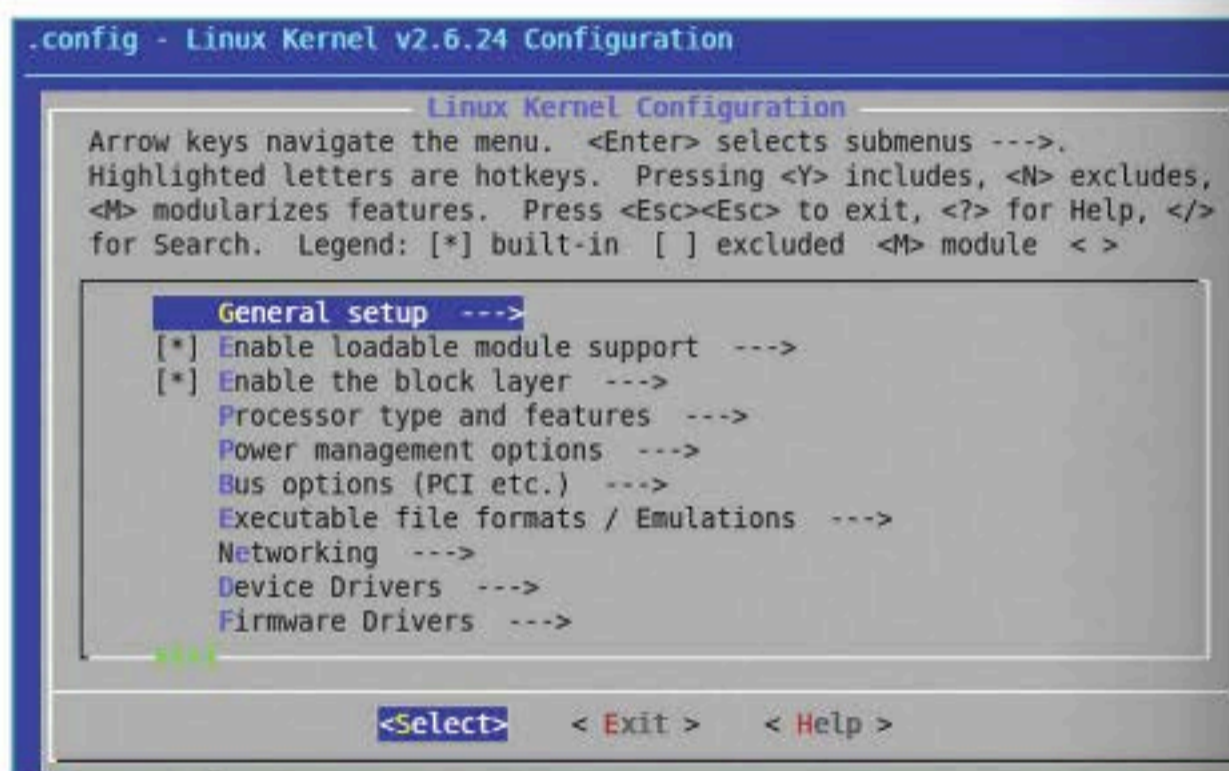 .config - Linux Kernel v2.6.24 Configuration
Linux Kernel Configuration
Arrow keys navigate the menu.  <Enter> selects submenus --->.
Highlighted letters are hotkeys.  Pressing <Y> includes, <N> excludes,
<M> modularizes features.  Press <Esc><Esc> to exit, <?> for Help, </>
for Search.  Legend: [*] built-in  [ ] excluded  <M> module  < >
General setup  --->
[*] Enable loadable module support  --->
[*] Enable the block layer  --->
Processor type and features  --->
Power management options  --->
Bus options (PCI etc.)  --->
Executable file formats / Emulations  --->
Networking  --->
Device Drivers  --->
Firmware Drivers  --->
<Select>    < Exit >    < Help >